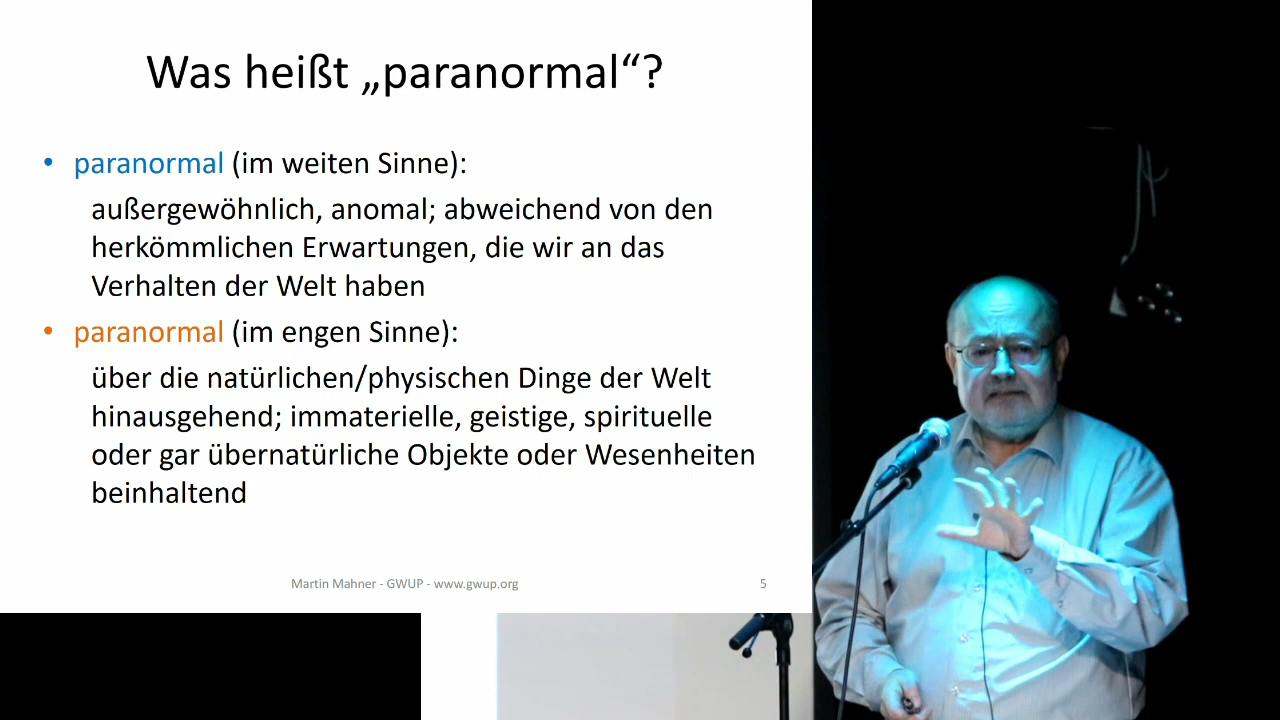 Was heißt „paranormal“?
• paranormal (im weiten Sinne):
außergewöhnlich, anomal; abweichend von den
herkömmlichen Erwartungen, die wir an das
Verhalten der Welt haben
• paranormal (im engen Sinne):
über die natürlichen/physischen Dinge der Welt
hinausgehend; immaterielle, geistige, spirituelle
oder gar übernatürliche Objekte oder Wesenheiten
beinhaltend
Martin Mahner - GWUP - www.gwup.org
5